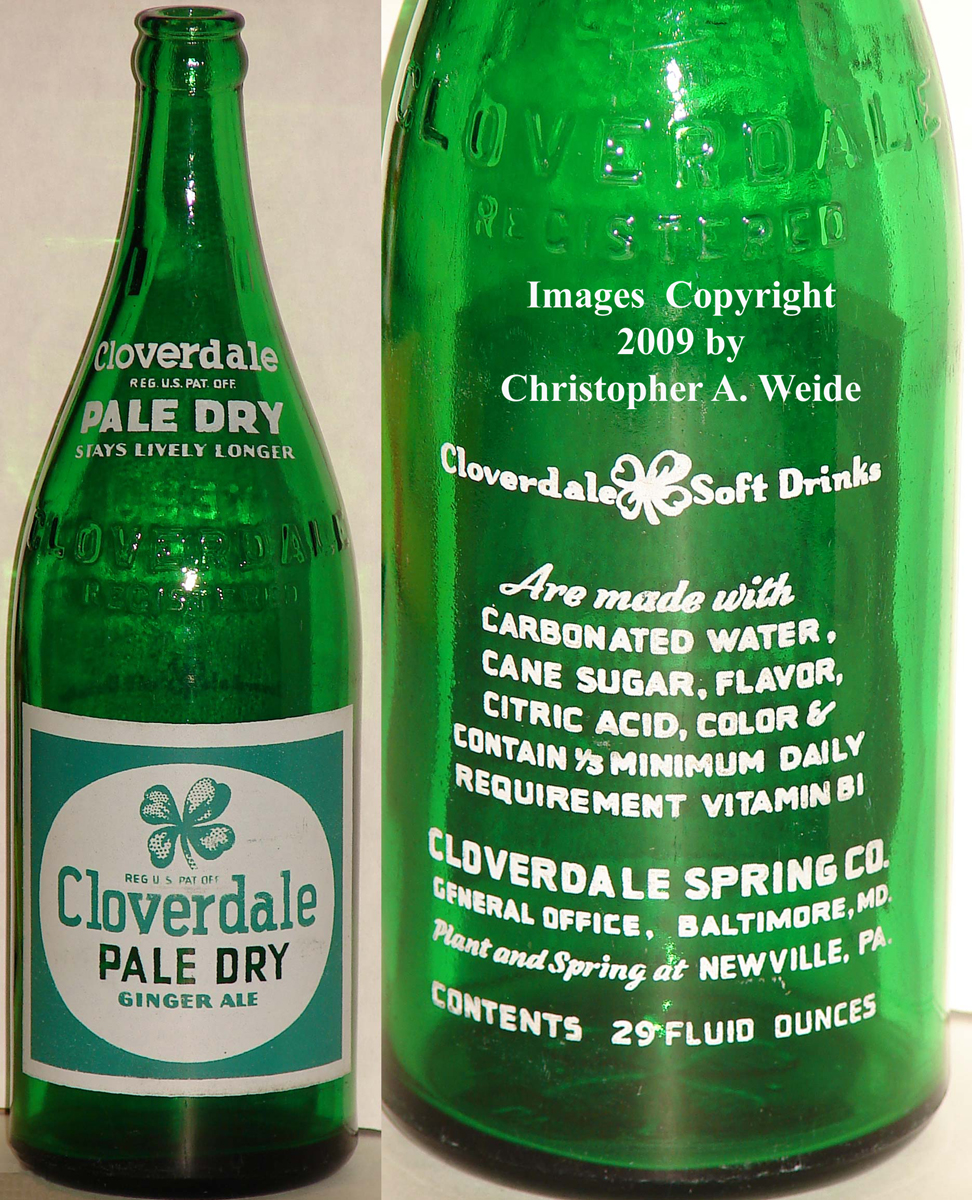 Cloverdale
REG. U.S. PAT. OFF.
PALE DRY
STAYS LIVELY LONGER
CLOVERDALE
REGISTERED
REG U S PAT OFF
Cloverdale
PALE DRY
GINGER ALE
CLOVERDALE
REGISTERED
Images Copyright
2009 by
Christopher A. Weide
Cloverdale Soft Drinks
Are made with
CARBONATED WATER,
CANE SUGAR, FLAVOR,
CITRIC ACID, COLOR &
CONTAIN ⅓ MINIMUM DAILY
REQUIREMENT VITAMIN B1
CLOVERDALE SPRING CO.
GENERAL OFFICE, BALTIMORE, MD.
Plant and Spring at NEWVILLE, PA.
CONTENTS 29 FLUID OUNCES